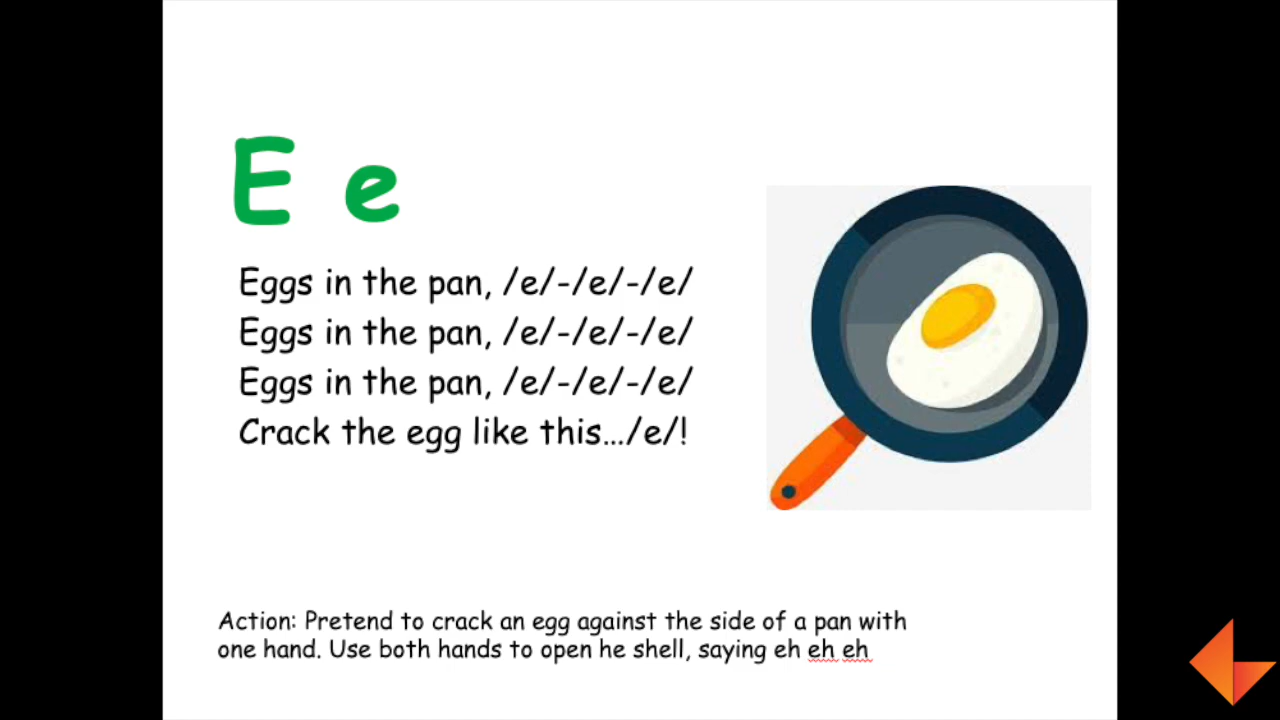 E e
Eggs in the pan, /e/-/e/-/e/
Eggs in the pan, /e/-/e/-/e/
Eggs in the pan, /e/-/e/-/e/
Crack the egg like this.../e/!
Action: Pretend to crack an egg against the side of a pan with
one hand. Use both hands to open he shell, saying eh eh eh